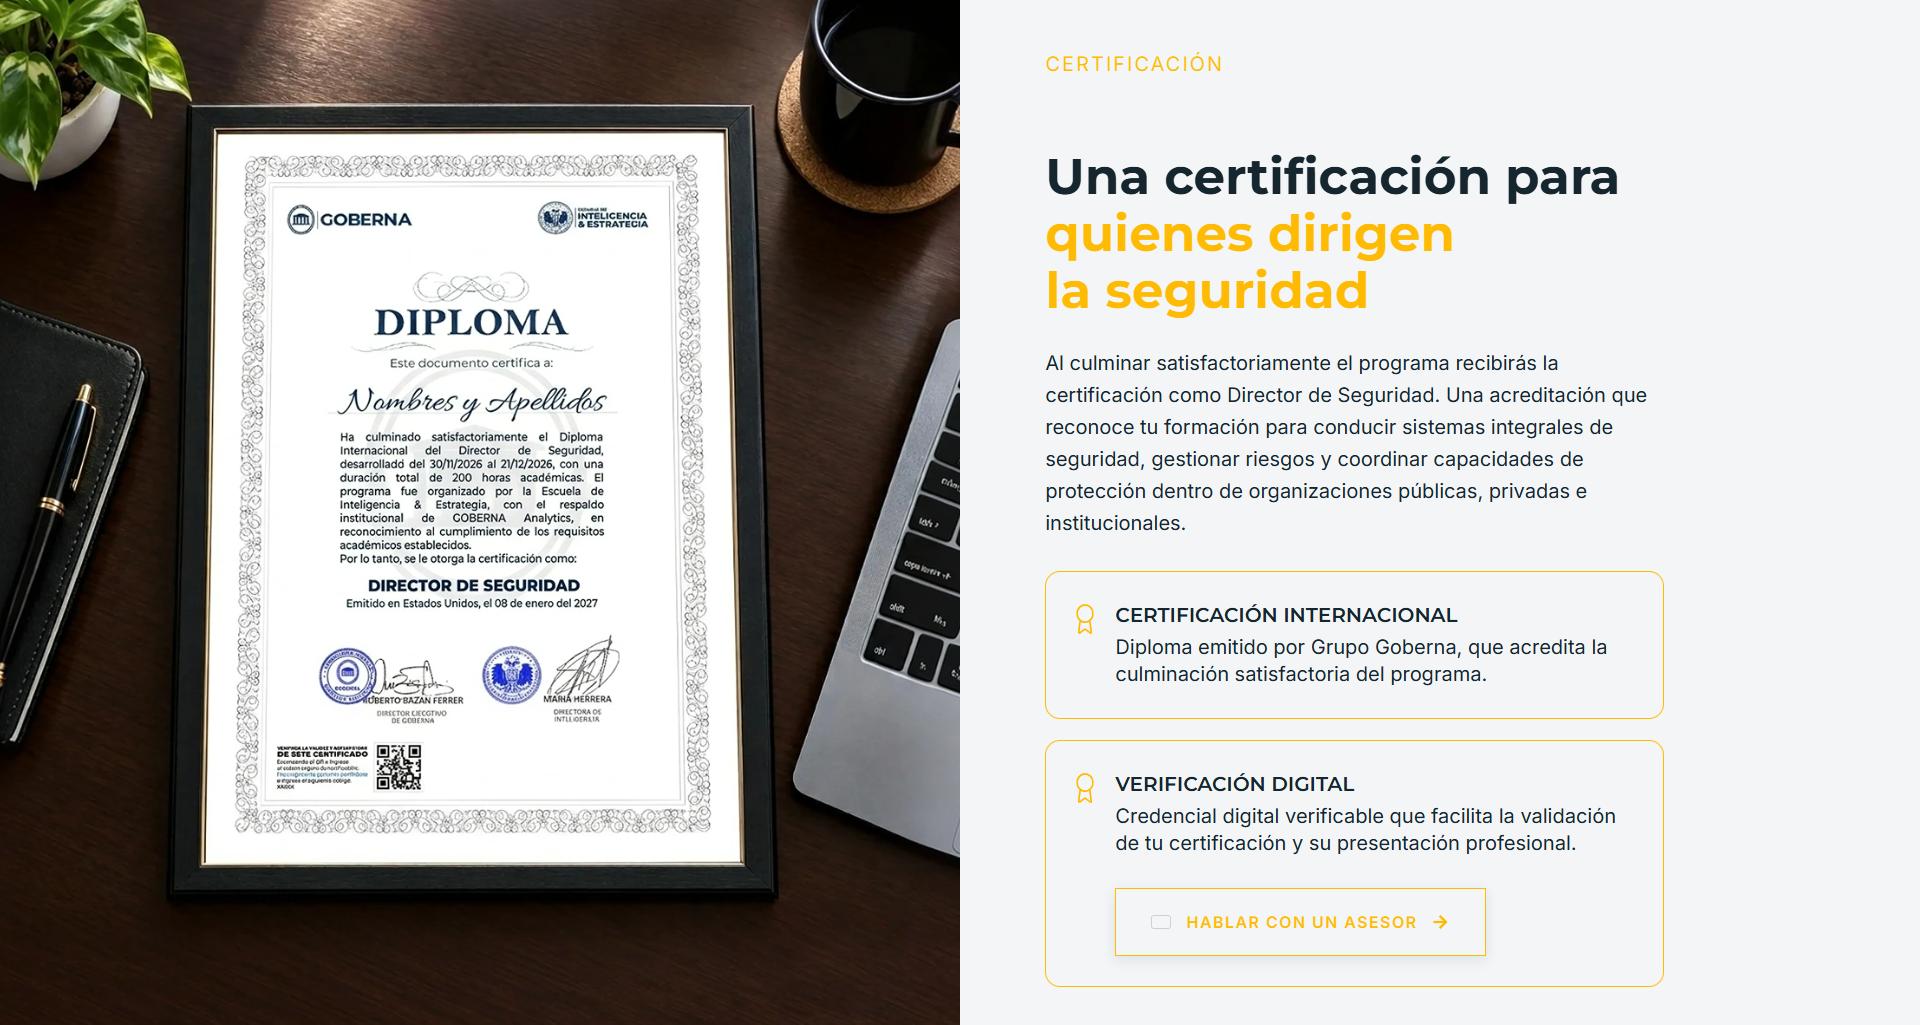 GOBERNA
ESCUELA DE
INTELIGENCIA
& ESTRATEGIA
DIPLOMA
Este documento certifica a:
Nombres y Apellidos
Ha culminado satisfactoriamente el Diploma
Internacional del Director de Seguridad,
desarrollado del 30/11/2026 al 21/12/2026, con una
duración total de 200 horas académicas. El
programa fue organizado por la Escuela de
Inteligencia & Estrategia, con el respaldo
institucional de GOBERNA Analytics, en
reconocimiento al cumplimiento de los requisitos
académicos establecidos.
Por lo tanto, se le otorga la certificación como:
DIRECTOR DE SEGURIDAD
Emitido en Estados Unidos, el 08 de enero del 2027
BAZAN FERRER
MARIA HERRERA
DE GOBERNA
CERTIFICACIÓN
Una certificación para
quienes dirigen
la seguridad
Al culminar satisfactoriamente el programa recibirás la
certificación como Director de Seguridad. Una acreditación que
reconoce tu formación para conducir sistemas integrales de
seguridad, gestionar riesgos y coordinar capacidades de
protección dentro de organizaciones públicas, privadas e
institucionales.
CERTIFICACIÓN INTERNACIONAL
Diploma emitido por Grupo Goberna, que acredita la
culminación satisfactoria del programa.
VERIFICACIÓN DIGITAL
Credencial digital verificable que facilita la validación
de tu certificación y su presentación profesional.
HABLAR CON UN ASESOR